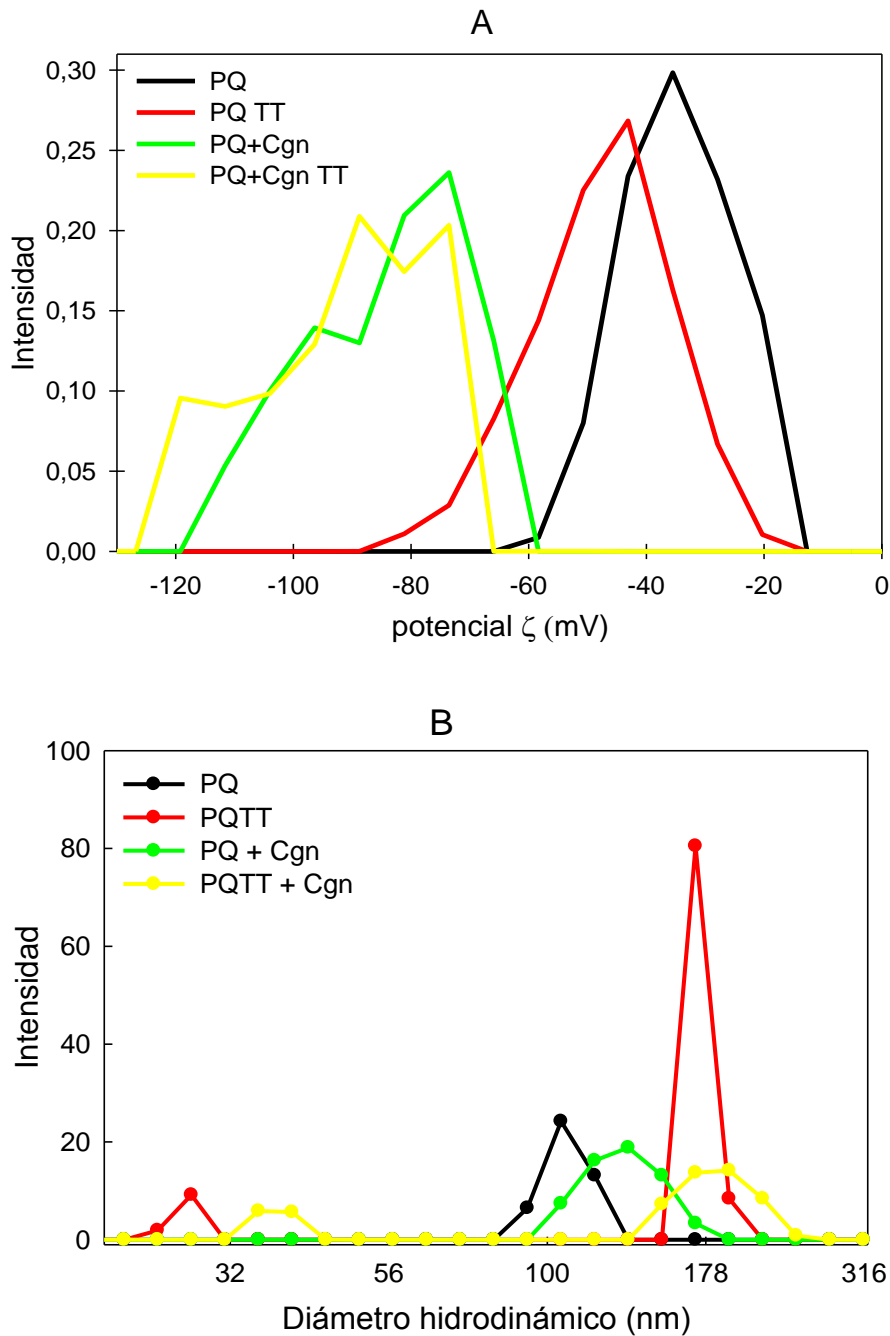 A
0,30
0,25
0,20
0,15
0,10
0,05
0,00
Intensidad
PQ
PQ TT
PQ+Cgn
PQ+Cgn TT
-120 -100 -80 -60 -40 -20 0
potencial ζ (mV)
B
100
80
60
40
20
0
Intensidad
PQ
PQTT
PQ + Cgn
PQTT + Cgn
32 56 100 178 316
Diámetro hidrodinámico (nm)